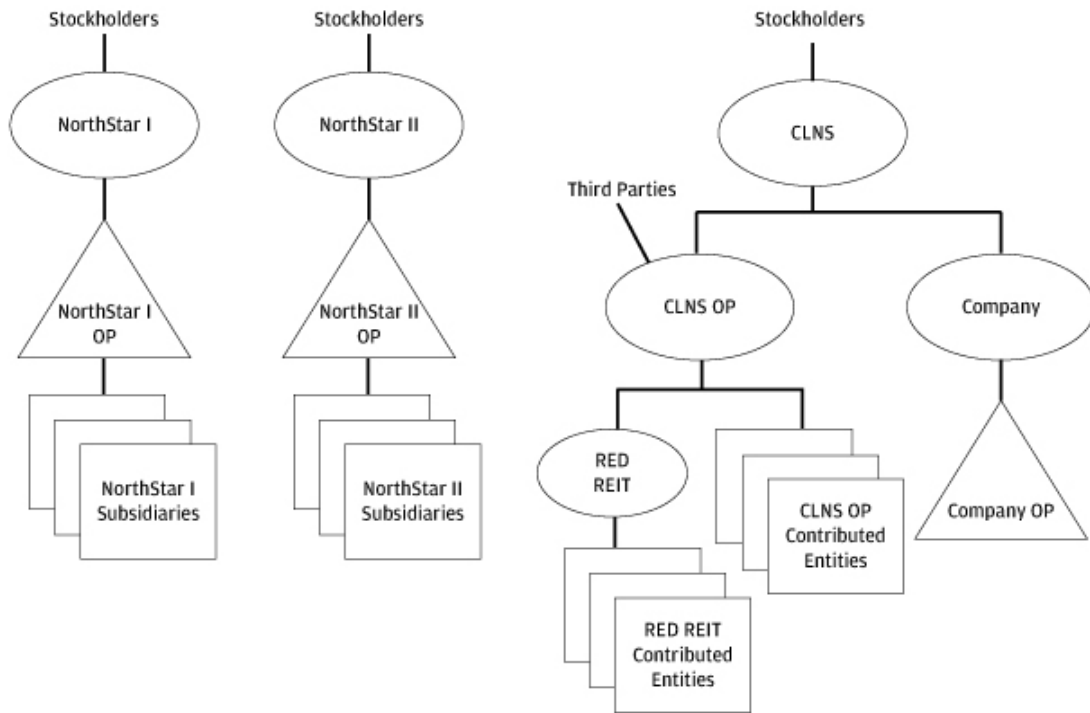 Stockholders
NorthStar I
NorthStar I
OP
NorthStar I
Subsidiaries
Stockholders
NorthStar II
NorthStar II
OP
NorthStar II
Subsidiaries
Stockholders
CLNS
Third Parties
CLNS OP
Company
RED
REIT
CLNS OP
Contributed
Entities
Company OP
RED REIT
Contributed
Entities